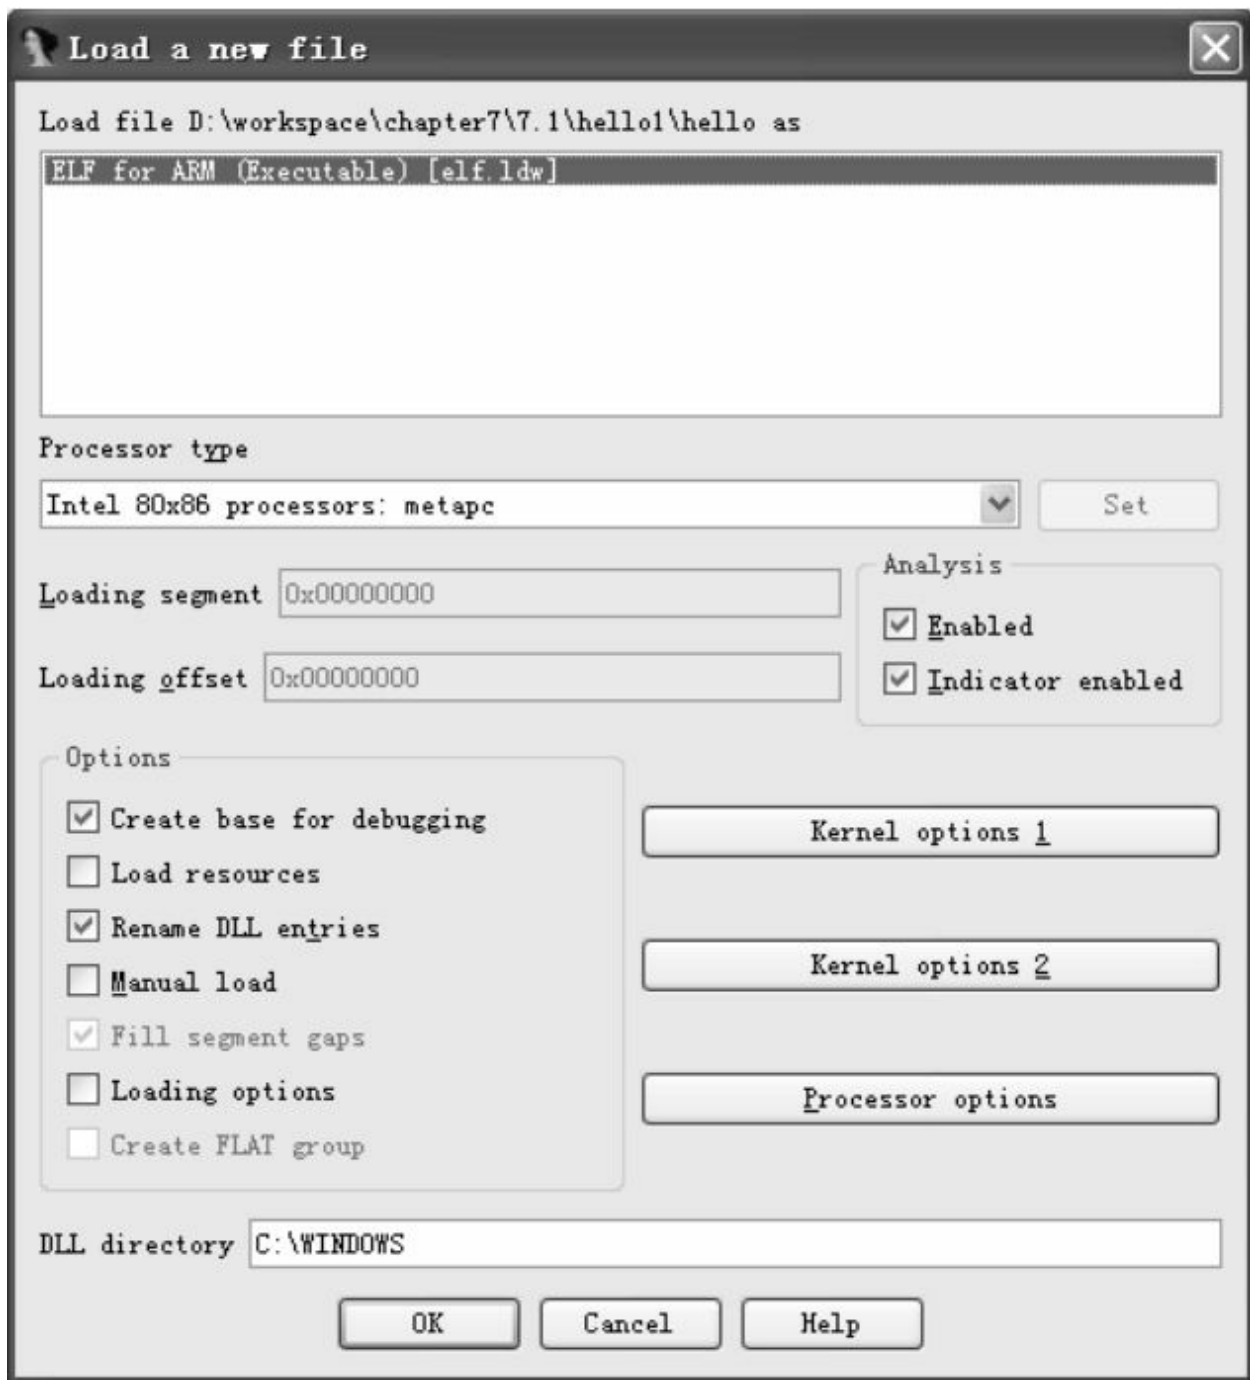 Load a new file
Load file D:\workspace\chapter7\7.1\hello1\hello as
ELF for ARM (Executable) [elf.ldw]
Processor type
Intel 80x86 processors: metapc
Set
Loading segment 0x00000000
Loading offset 0x00000000
Analysis
Enabled
Indicator enabled
Options
Create base for debugging
Load resources
Rename DLL entries
Manual load
Fill segment gaps
Loading options
Create FLAT group
Kernel options 1
Kernel options 2
Processor options
DLL directory C:\WINDOWS
OK Cancel Help